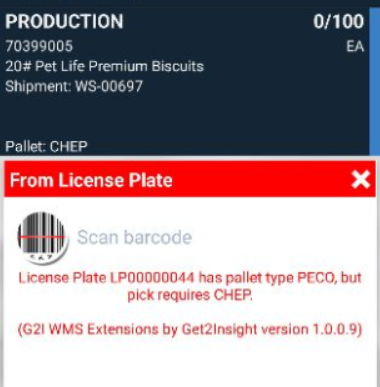 PRODUCTION 0/100
70399005 EA
20# Pet Life Premium Biscuits
Shipment: WS-00697
Pallet: CHEP
From License Plate
Scan barcode
License Plate LP00000044 has pallet type PECO, but
pick requires CHEP.
(G2I WMS Extensions by Get2Insight version 1.0.0.9)